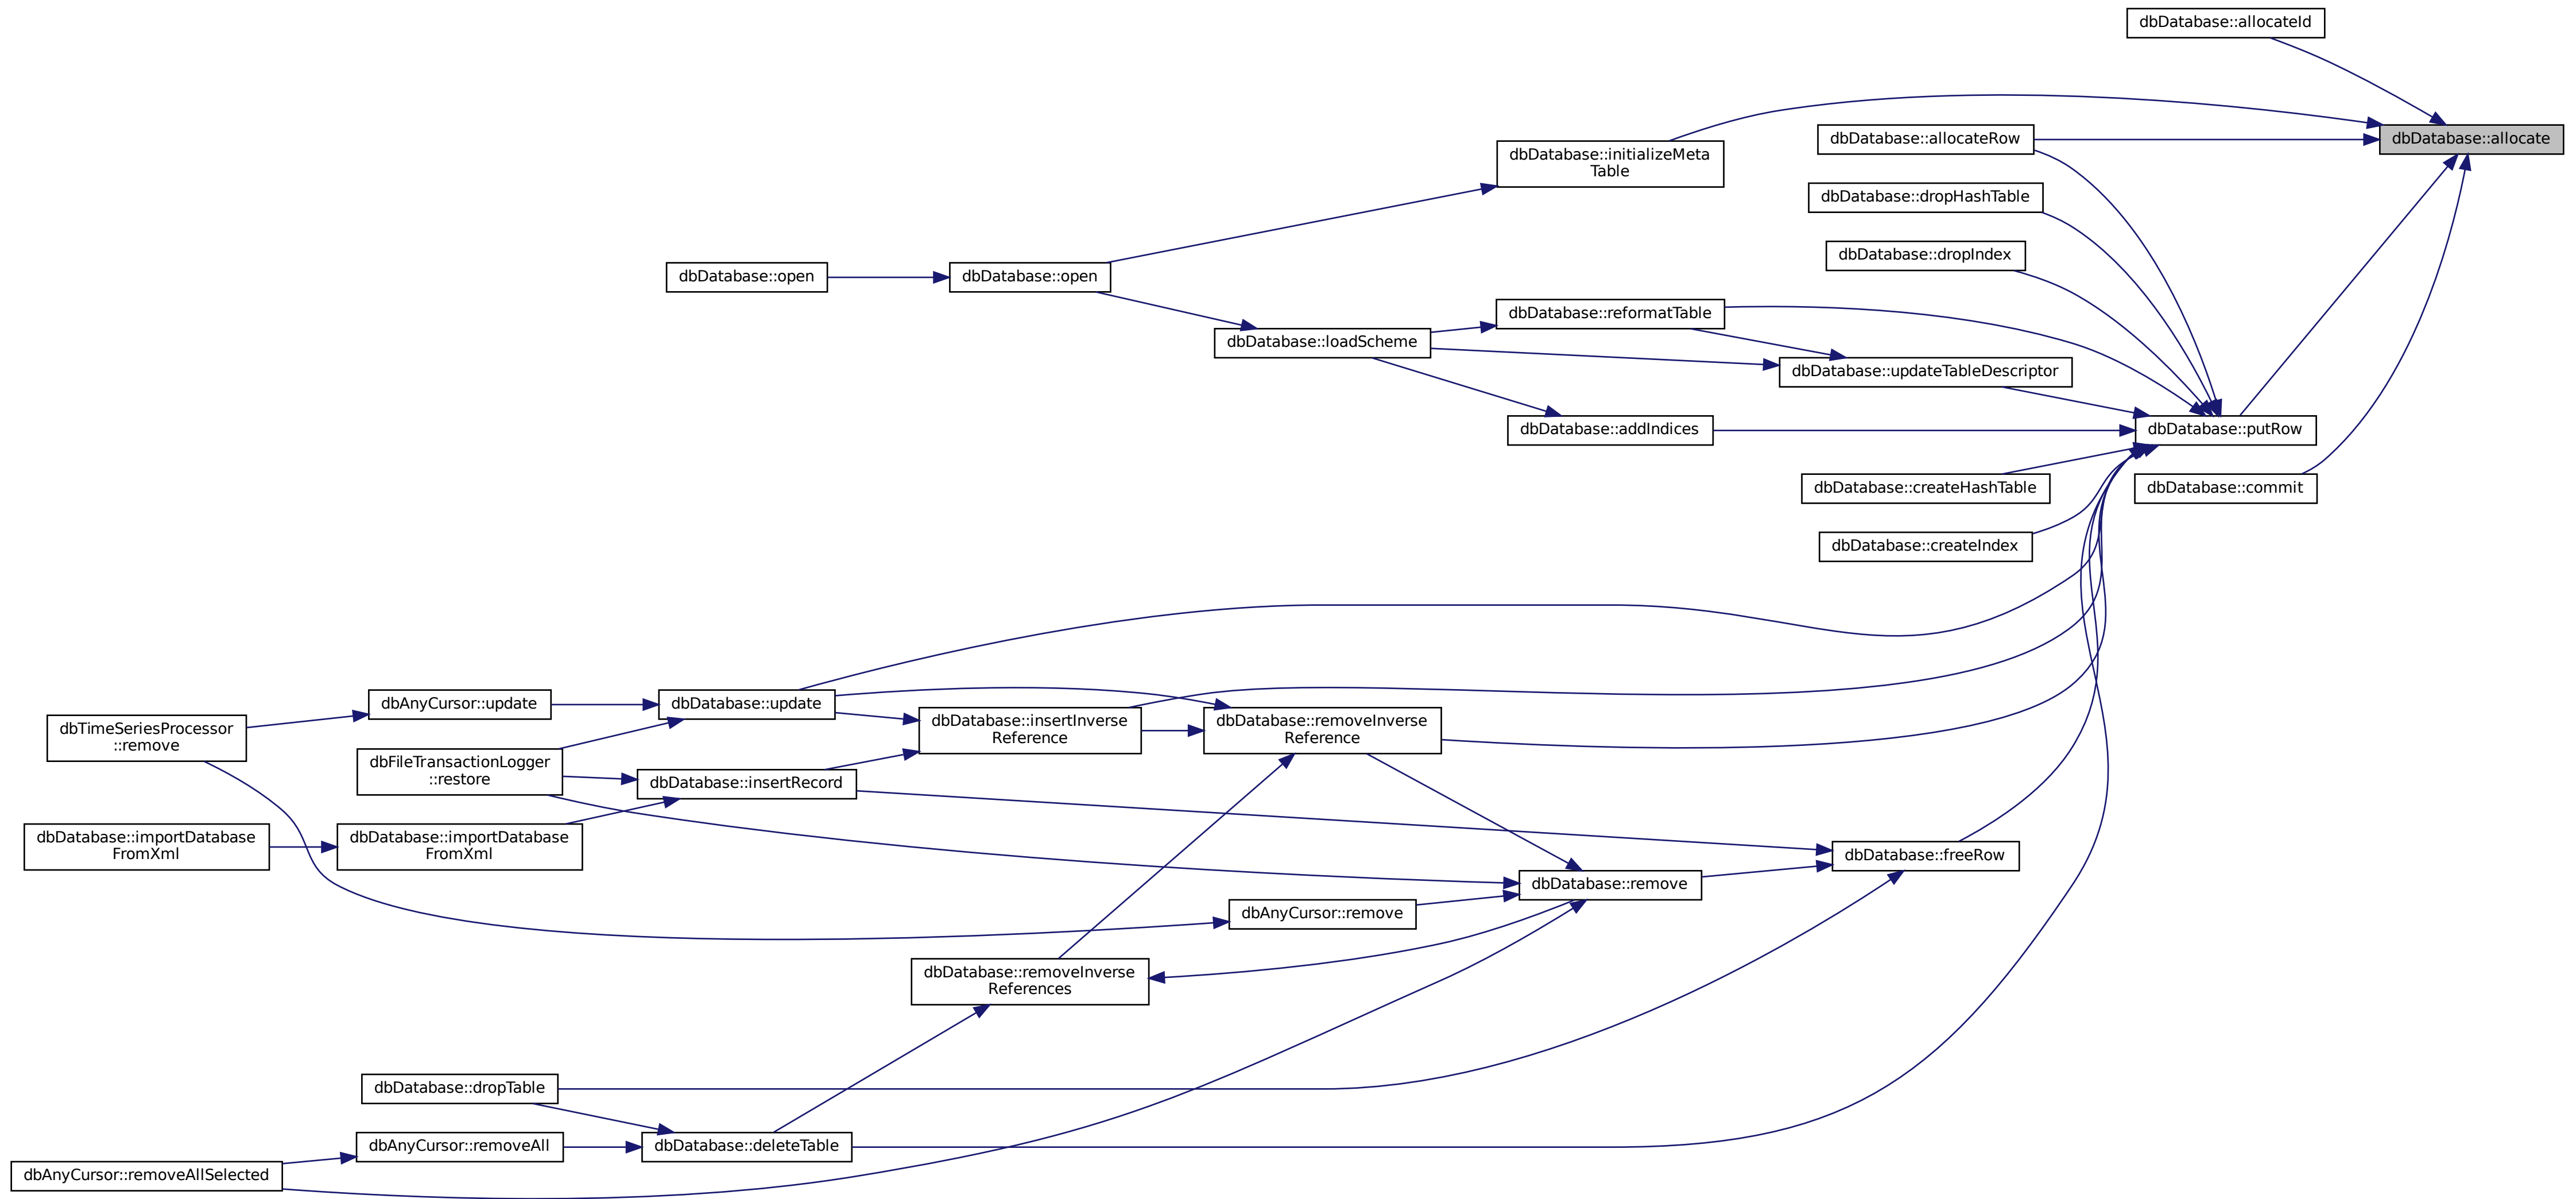 dbDatabase::allocateId
dbDatabase::allocate
dbDatabase::allocateRow
dbDatabase::initializeMeta
Table
dbDatabase::dropHashTable
dbDatabase::dropIndex
dbDatabase::open
dbDatabase::open
dbDatabase::reformatTable
dbDatabase::loadScheme
dbDatabase::updateTableDescriptor
dbDatabase::addIndices
dbDatabase::putRow
dbDatabase::createHashTable
dbDatabase::commit
dbDatabase::createIndex
dbAnyCursor::update
dbDatabase::update
dbTimeSeriesProcessor
::remove
dbDatabase::insertInverse
Reference
dbDatabase::removeInverse
Reference
dbFileTransactionLogger
::restore
dbDatabase::insertRecord
dbDatabase::importDatabase
FromXml
dbDatabase::importDatabase
FromXml
dbDatabase::freeRow
dbDatabase::remove
dbAnyCursor::remove
dbDatabase::removeInverse
References
dbDatabase::dropTable
dbAnyCursor::removeAll
dbDatabase::deleteTable
dbAnyCursor::removeAllSelected